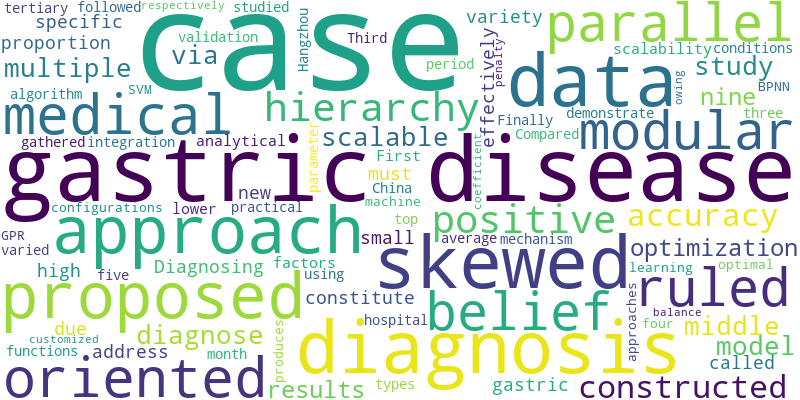 tertiary followed respectively studied
specific case variety parallel
proportion validation Hangzhou Third
via period penalty scalability conditions
multiple SVM data study
algorithm effectively owing BPNN
medical hierarchy nine
demonstrate three
gathered integration analytical scalable Finally Compared modular
parameter First coefficient
gastric disease
must China machine
configurations lower new practical top
GPR approach small positive accuracy
varied average mechanism optimization
high five Diagnosing factors using skewed learning optimal
proposed constitute belief approaches ruled
due diagnose hospital four balance middle
customized functions address month produces diagnosis model
called
oriented results types gastric constructed